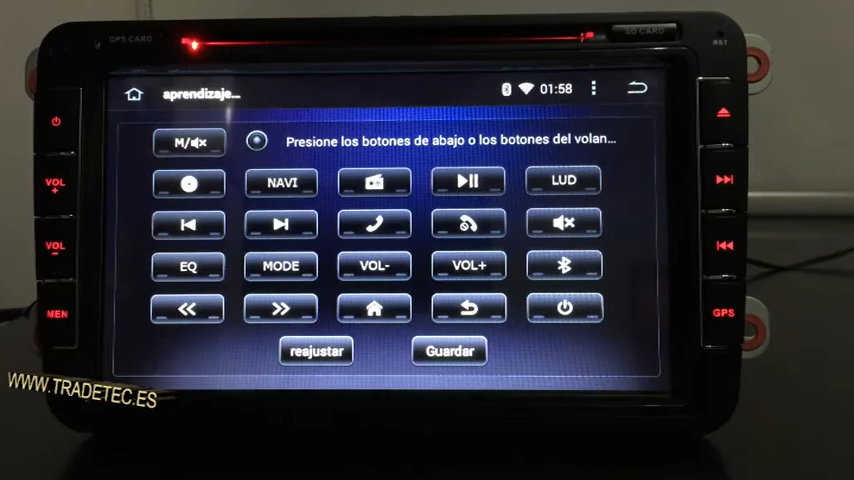 GPS CARD
SD CARD
RST
aprendizaje...
01:58
M/
Presione los botones de abajo o los botones del volan...
NAVI
LUD
EQ
MODE
VOL-
VOL+
reajustar
Guardar
VOL
+
VOL
-
MEN
GPS
WWW.TRADETEC.ES